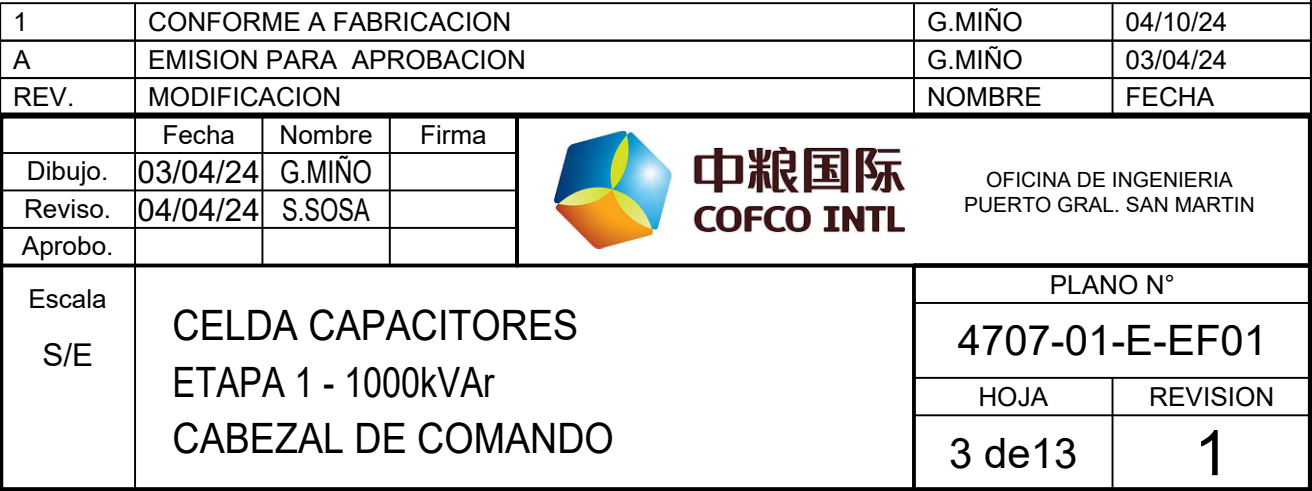 1 CONFORME A FABRICACION G.MIÑO 04/10/24
A EMISION PARA APROBACION G.MIÑO 03/04/24
REV. MODIFICACION NOMBRE FECHA
Fecha Nombre Firma
Dibujo. 03/04/24 G.MIÑO
Reviso. 04/04/24 S.SOSA
Aprobo.
中粮国际
COFCO INTL
OFICINA DE INGENIERIA
PUERTO GRAL. SAN MARTIN
Escala
S/E
CELDA CAPACITORES
ETAPA 1 - 1000kVAr
CABEZAL DE COMANDO
PLANO N°
4707-01-E-EF01
HOJA REVISION
3 de13 1